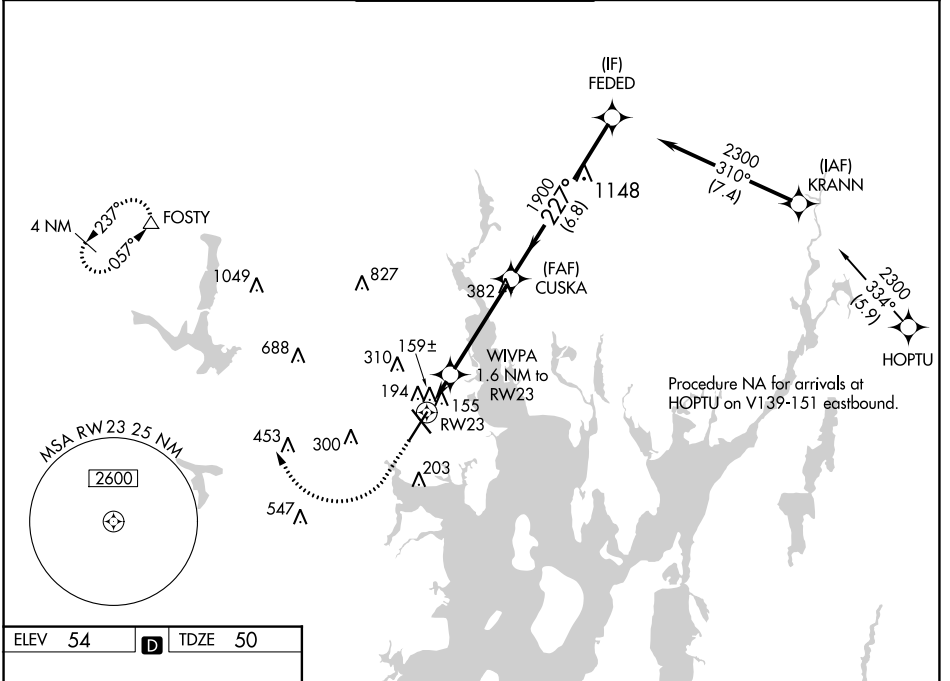 (IF)
FEDED
2300
310°
(7.4)
(IAF)
KRANN
1148
1900
227°
(6.8)
4 NM
237°
057°
FOSTY
2300
334°
(5.9)
HOPTU
1049
827
(FAF)
CUSKA
382
688
310
159±
WIVPA
1.6 NM to
RW23
194
155
RW23
Procedure NA for arrivals at
HOPTU on V139-151 eastbound.
453
300
203
547
MSA RW 23 25 NM
2600
ELEV 54 D TDZE 50